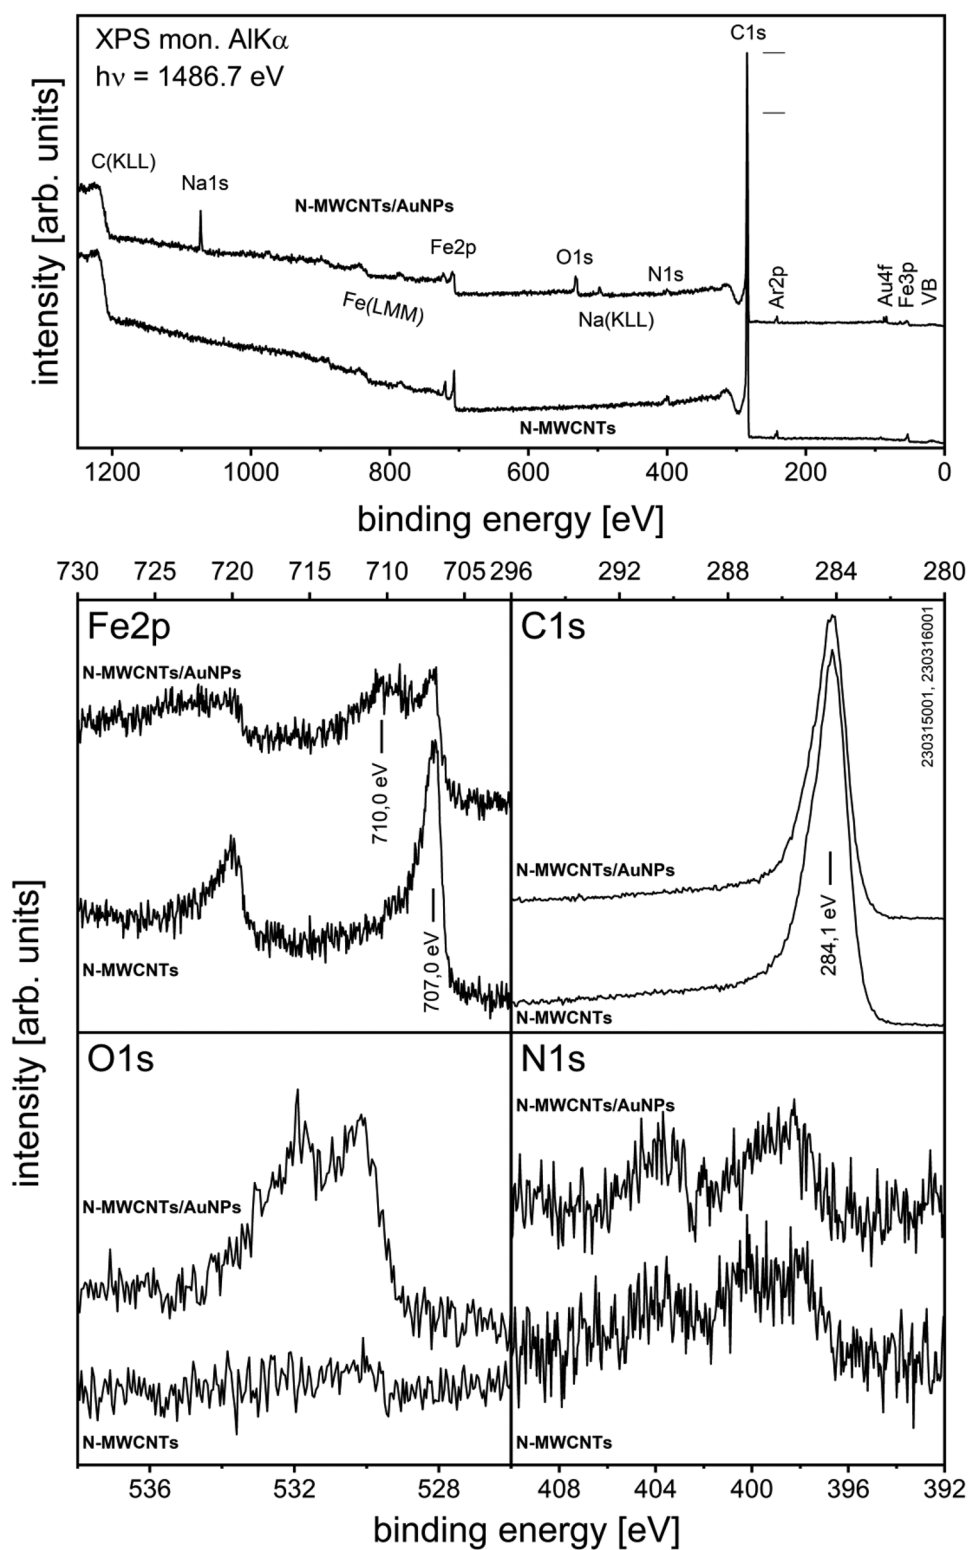 XPS mon. AlKα
hν = 1486.7 eV
C1s
C(KLL)
Na1s
N-MWCNTs/AuNPs
Fe2p
O1s
N1s
Fe(LMM)
Na(KLL)
Ar2p
Au4f
Fe3p
VB
N-MWCNTs
intensity [arb. units]
1200 1000 800 600 400 200 0
binding energy [eV]
730 725 720 715 710 705 296 292 288 284 280
Fe2p
N-MWCNTs/AuNPs
710,0 eV
707,0 eV
N-MWCNTs
C1s
230315001, 230316001
N-MWCNTs/AuNPs
284,1 eV
N-MWCNTs
intensity [arb. units]
O1s
N-MWCNTs/AuNPs
N-MWCNTs
N1s
N-MWCNTs/AuNPs
N-MWCNTs
536 532 528 408 404 400 396 392
binding energy [eV]